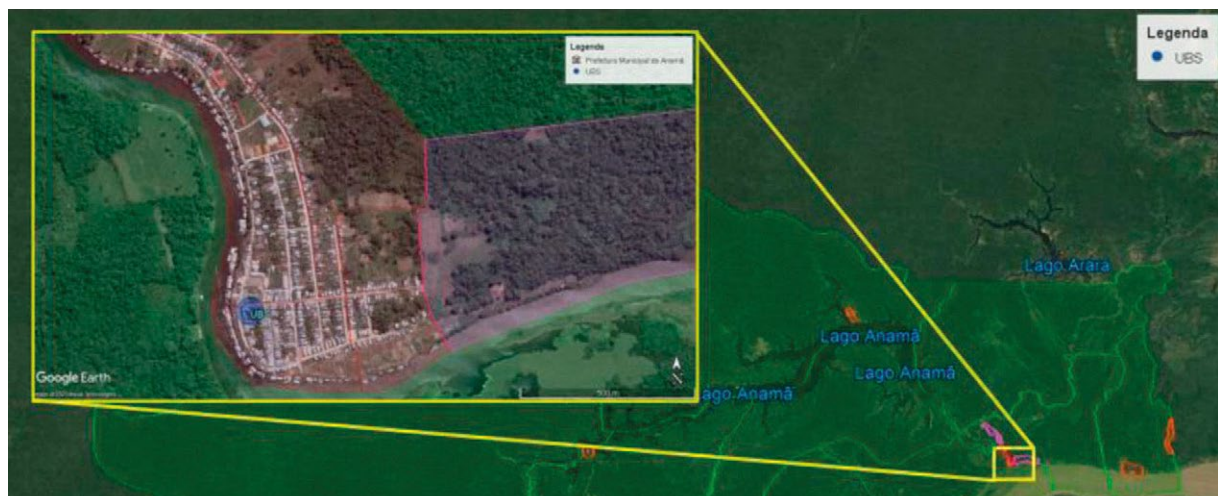 Legenda
Prefeitura Municipal de Anamã
UBS
UB
Google Earth
500 m
N
Legenda
UBS
Lago Arara
Lago Anamã
Lago Anamã
Lago Anamã